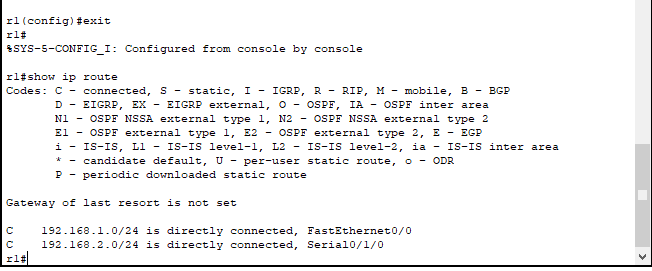 r1(config)#exit
r1#
%SYS-5-CONFIG_I: Configured from console by console
r1#show ip route
Codes: C - connected, S - static, I - IGRP, R - RIP, M - mobile, B - BGP
D - EIGRP, EX - EIGRP external, O - OSPF, IA - OSPF inter area
N1 - OSPF NSSA external type 1, N2 - OSPF NSSA external type 2
E1 - OSPF external type 1, E2 - OSPF external type 2, E - EGP
i - IS-IS, L1 - IS-IS level-1, L2 - IS-IS level-2, ia - IS-IS inter area
* - candidate default, U - per-user static route, o - ODR
P - periodic downloaded static route
Gateway of last resort is not set
C 192.168.1.0/24 is directly connected, FastEthernet0/0
C 192.168.2.0/24 is directly connected, Serial0/1/0
r1#